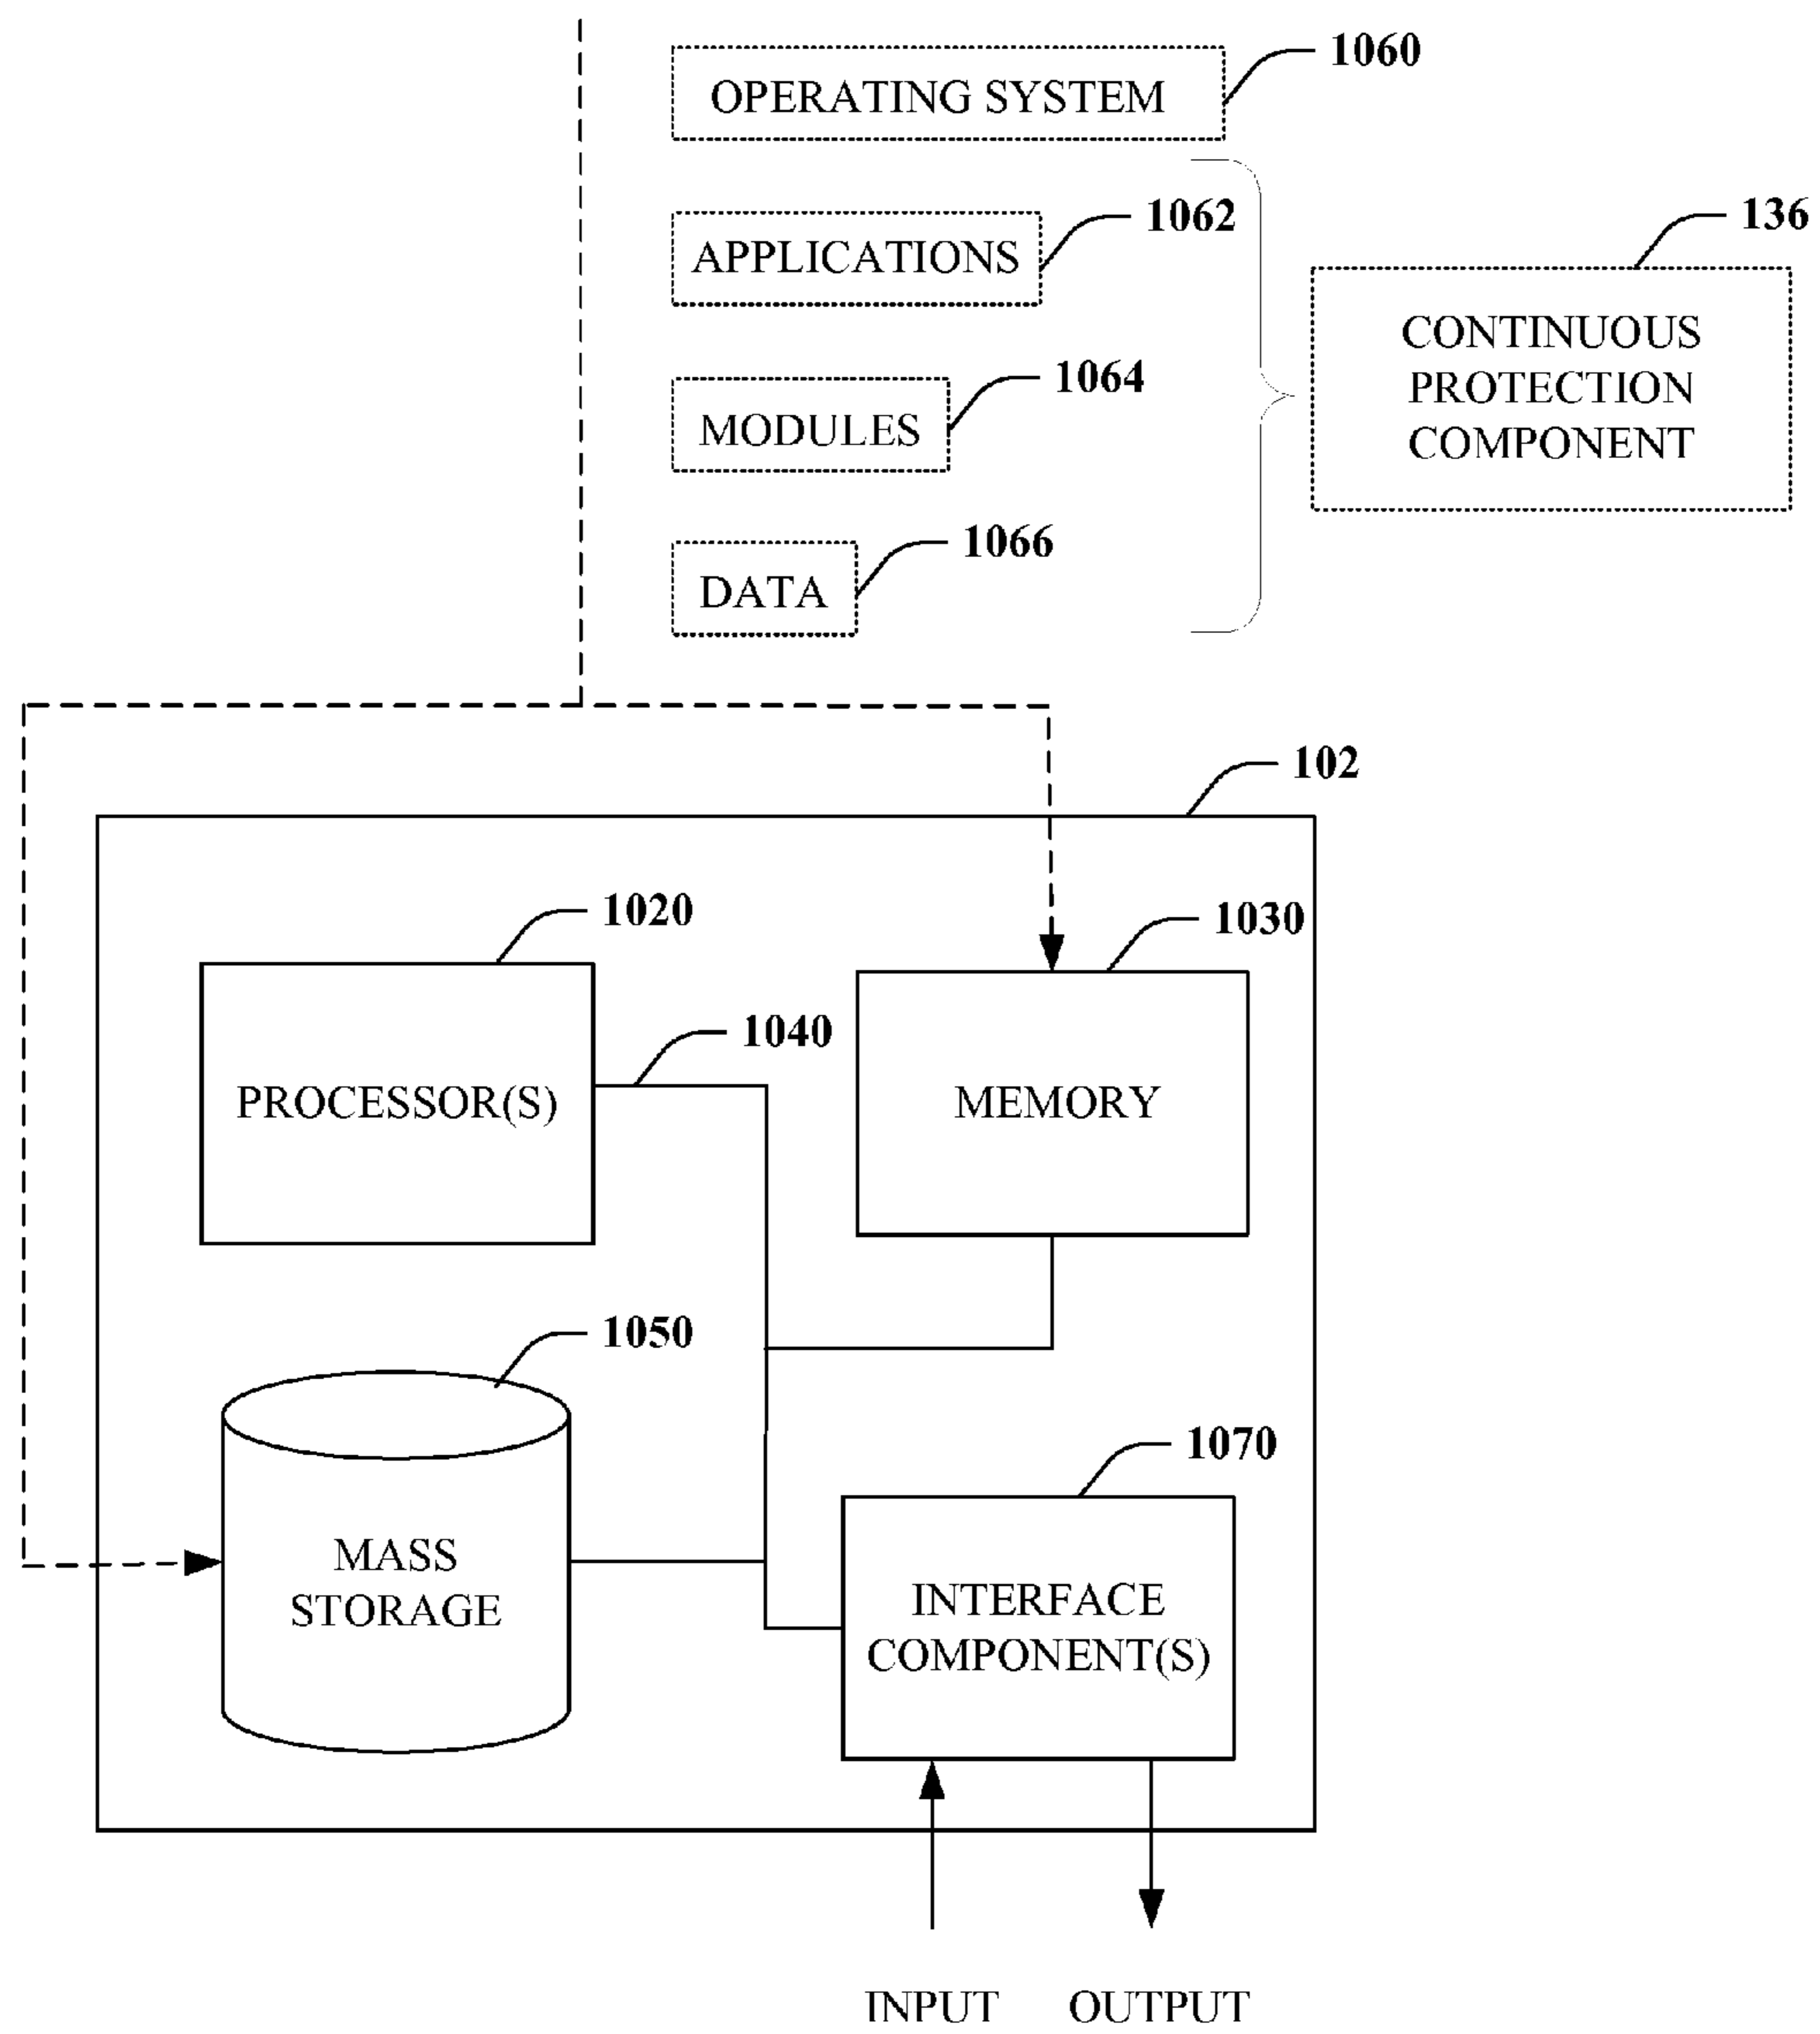 1060
OPERATING SYSTEM
1062
APPLICATIONS
136
CONTINUOUS
PROTECTION
COMPONENT
1064
MODULES
1066
DATA
102
1020
1030
1040
PROCESSOR(S)
MEMORY
1050
1070
MASS
STORAGE
INTERFACE
COMPONENT(S)
INPUT
OUTPUT